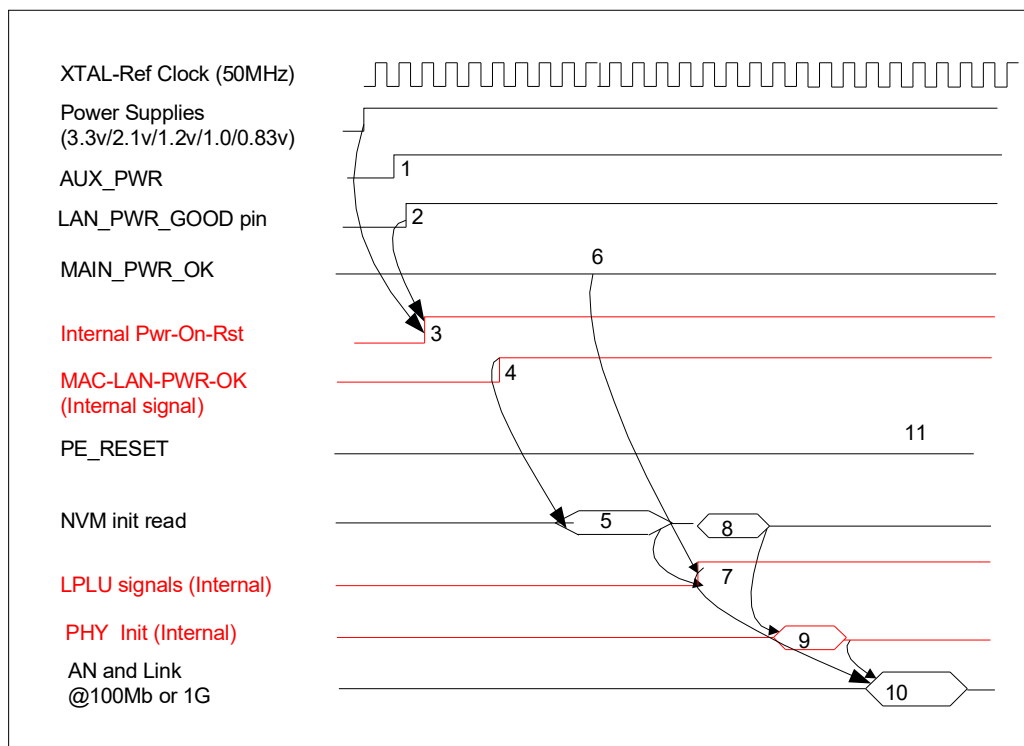 XTAL-Ref Clock (50MHz)
Power Supplies
(3.3v/2.1v/1.2v/1.0/0.83v)
AUX_PWR
1
LAN_PWR_GOOD pin
2
MAIN_PWR_OK
6
Internal Pwr-On-Rst
3
MAC-LAN-PWR-OK
(Internal signal)
4
PE_RESET
11
NVM init read
5
8
LPLU signals (Internal)
7
PHY Init (Internal)
9
AN and Link
@100Mb or 1G
10